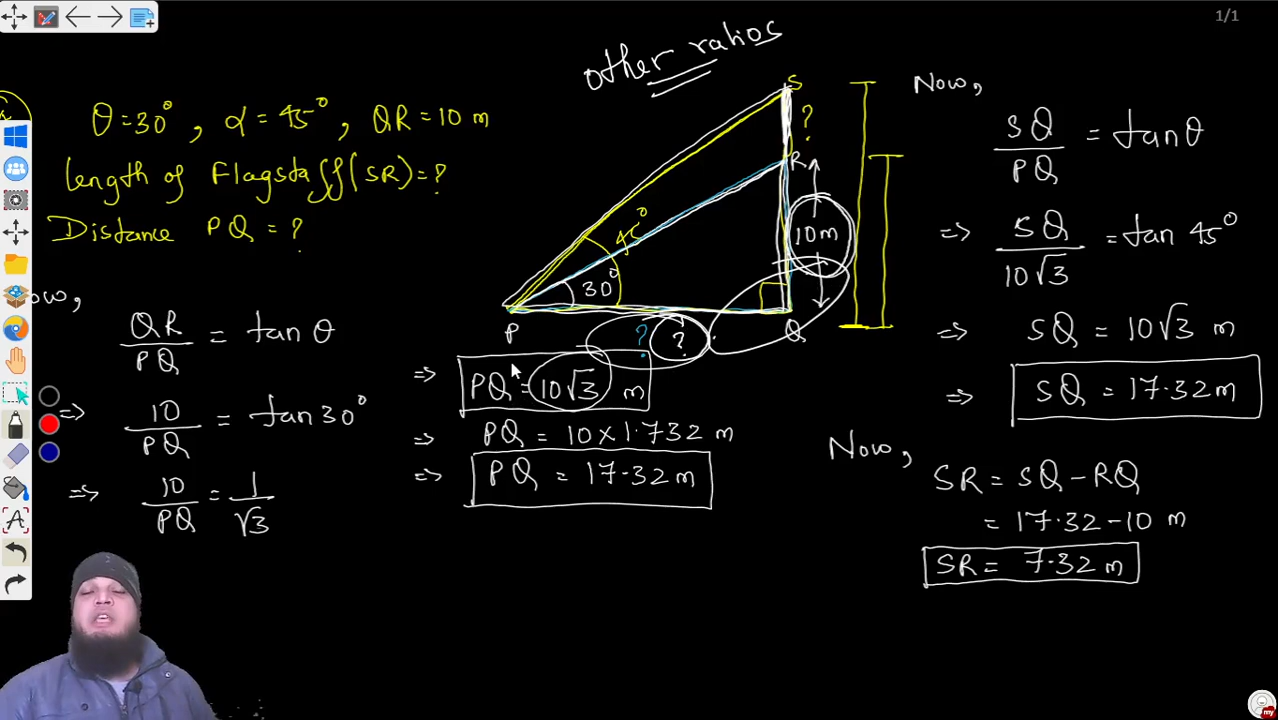 1/1
other ratios
θ = 30°, α = 45°, QR = 10 m
Length of Flagstaff (SR) = ?
Distance PQ = ?
Now,
QR/PQ = tan θ
⇒ 10/PQ = tan 30°
⇒ 10/PQ = 1/√3
S
?
R
45°
30°
10 m
P
?
?
Q
⇒ PQ = 10√3 m
⇒ PQ = 10 × 1.732 m
⇒ PQ = 17.32 m
Now,
SQ/PQ = tan θ
⇒ SQ/10√3 = tan 45°
⇒ SQ = 10√3 m
⇒ SQ = 17.32 m
Now,
SR = SQ - RQ
= 17.32 - 10 m
SR = 7.32 m
A
my